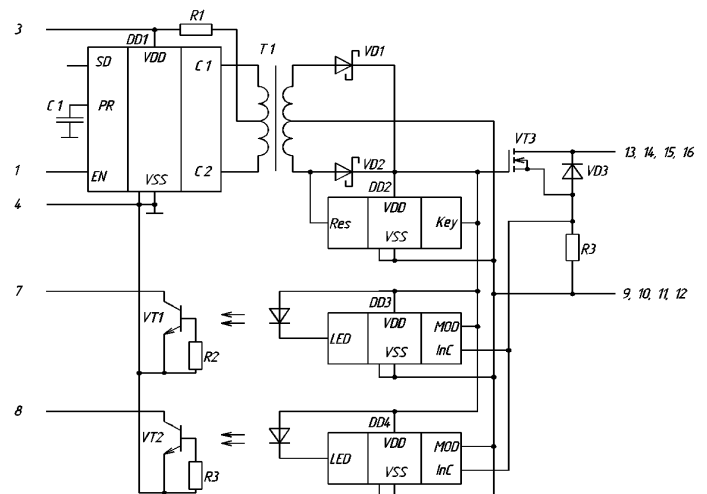 3
R1
DD1
T1
VD1
SD
VDD
C1
C1
PR
VT3
13, 14, 15, 16
1
EN
VSS
C2
VD2
VD3
4
DD2
VDD
Res
Key
VSS
R3
7
9, 10, 11, 12
DD3
VT1
VDD
MOD
LED
InC
R2
VSS
8
DD4
VT2
VDD
MOD
LED
InC
R3
VSS